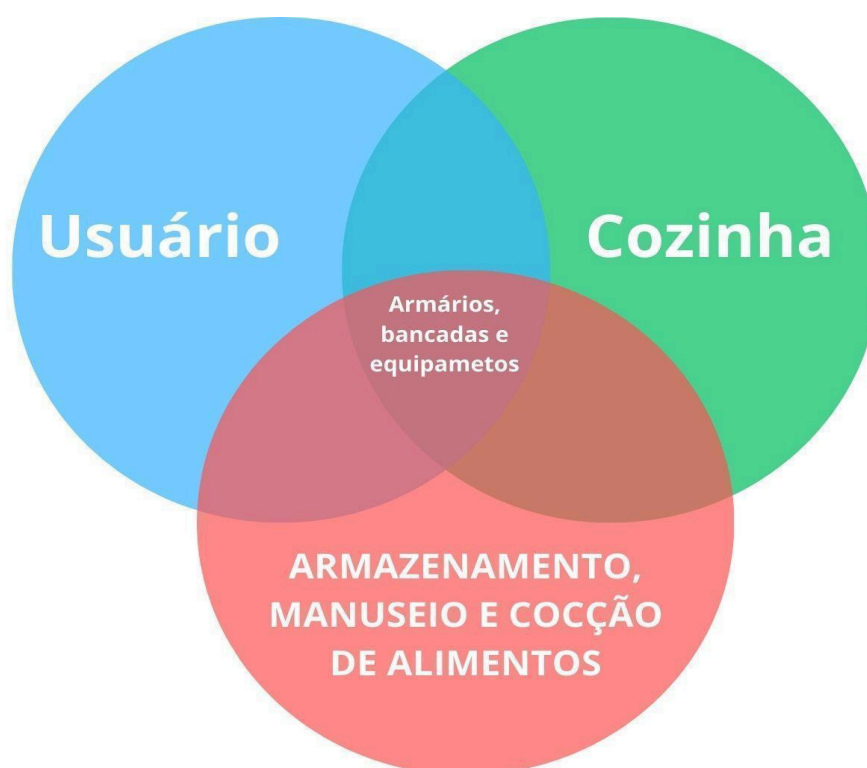 Usuário
Cozinha
Armários,
bancadas e
equipametos
ARMAZENAMENTO,
MANUSEIO E COCÇÃO
DE ALIMENTOS